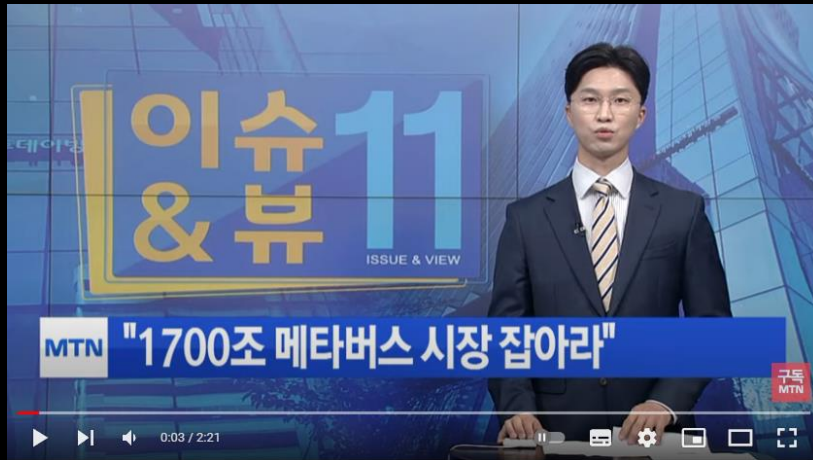 이슈 11
& 뷰
ISSUE & VIEW
MTN "1700조 메타버스 시장 잡아라"
구독
MTN
0:03 / 2:21